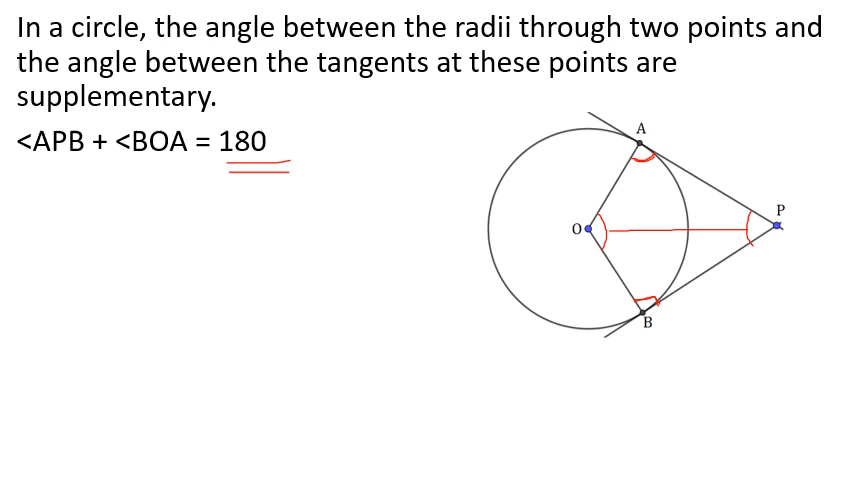 In a circle, the angle between the radii through two points and
the angle between the tangents at these points are
supplementary.
<APB + <BOA = 180
A
P
O
B